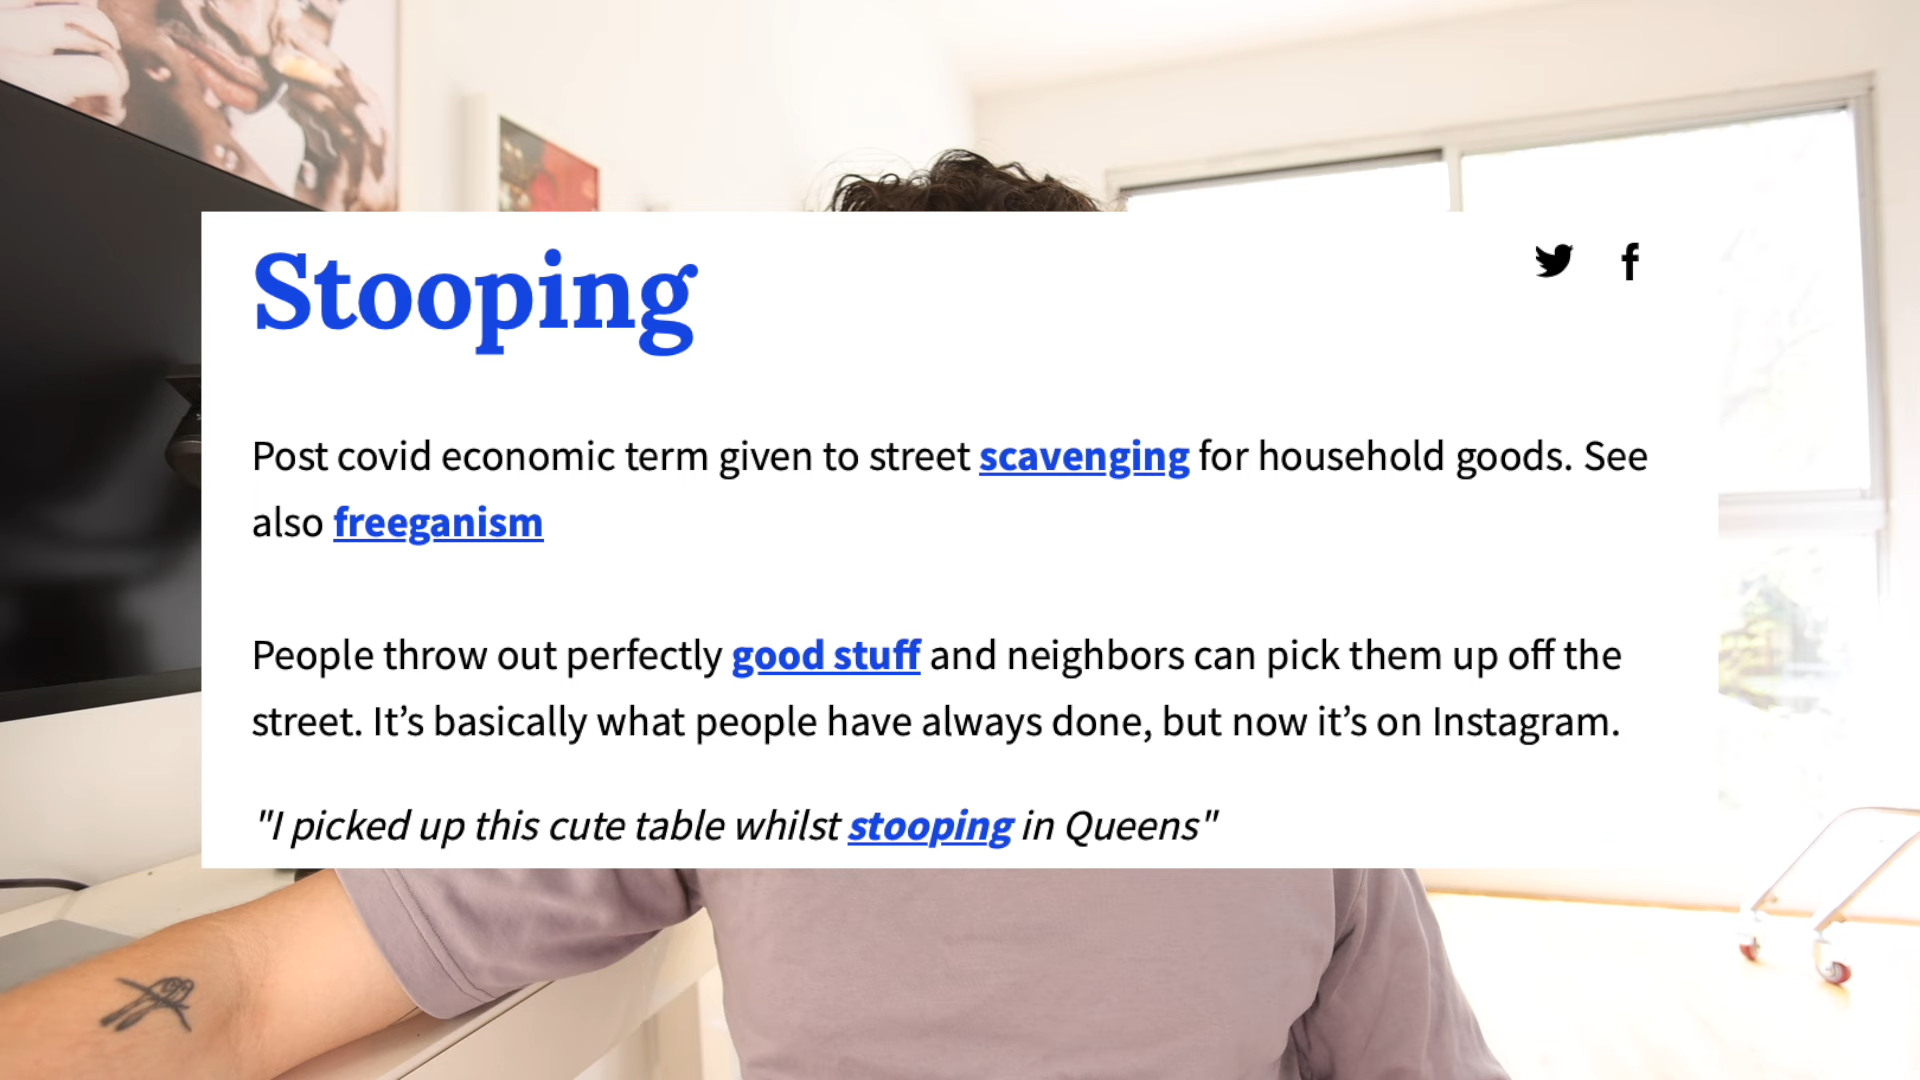 Stooping
Post covid economic term given to street scavenging for household goods. See
also freeganism
People throw out perfectly good stuff and neighbors can pick them up off the
street. It’s basically what people have always done, but now it’s on Instagram.
"I picked up this cute table whilst stooping in Queens"